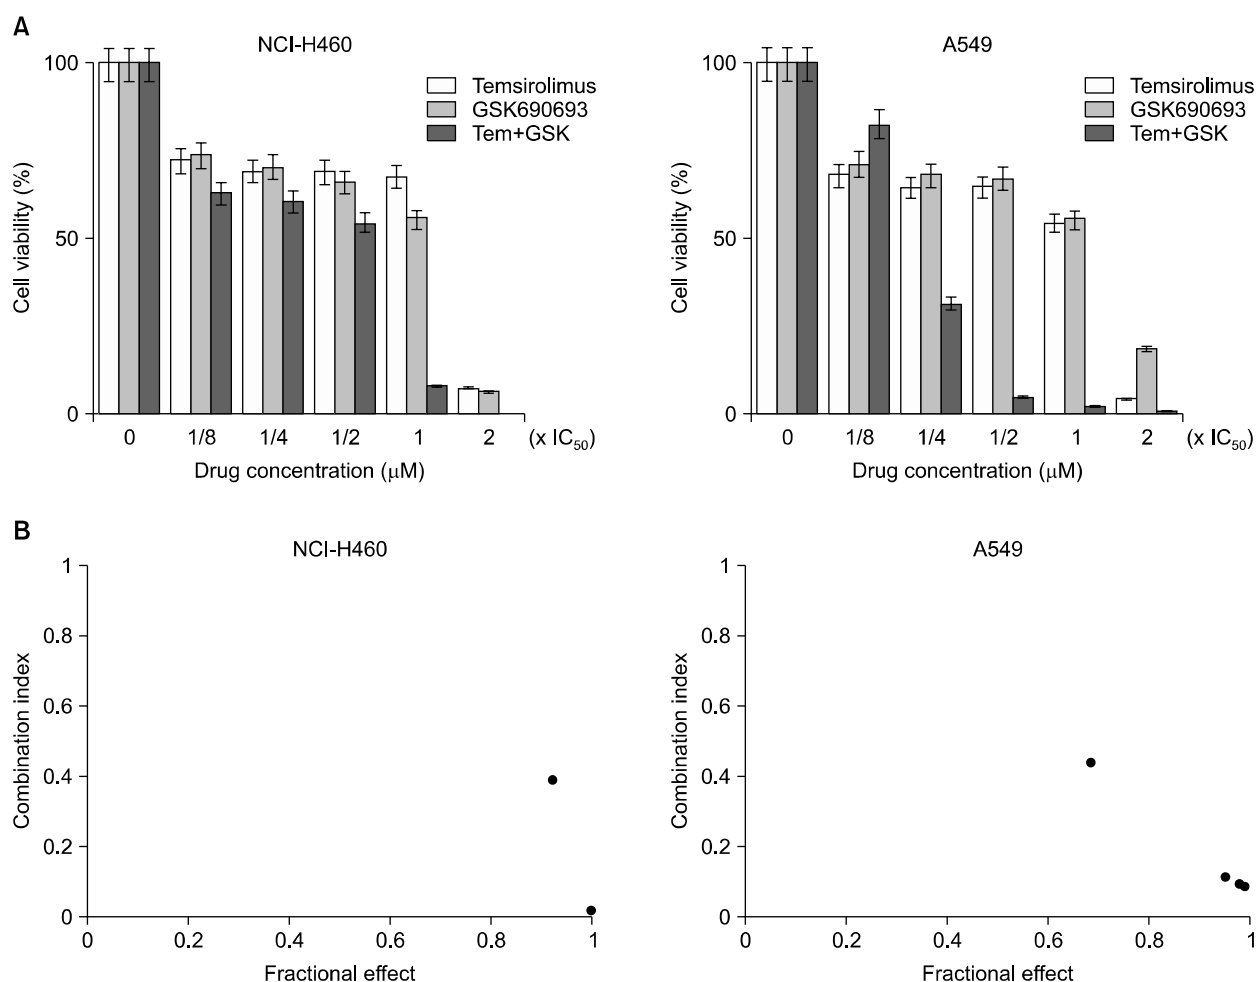 A
NCI-H460
100
50
0
Cell viability (%)
Temsirolimus
GSK690693
Tem+GSK
0 1/8 1/4 1/2 1 2 (x IC50)
Drug concentration (μM)
A549
100
50
0
Cell viability (%)
Temsirolimus
GSK690693
Tem+GSK
0 1/8 1/4 1/2 1 2 (x IC50)
Drug concentration (μM)
B
NCI-H460
1
0.8
0.6
0.4
0.2
0
Combination index
0 0.2 0.4 0.6 0.8 1
Fractional effect
A549
1
0.8
0.6
0.4
0.2
0
Combination index
0 0.2 0.4 0.6 0.8 1
Fractional effect